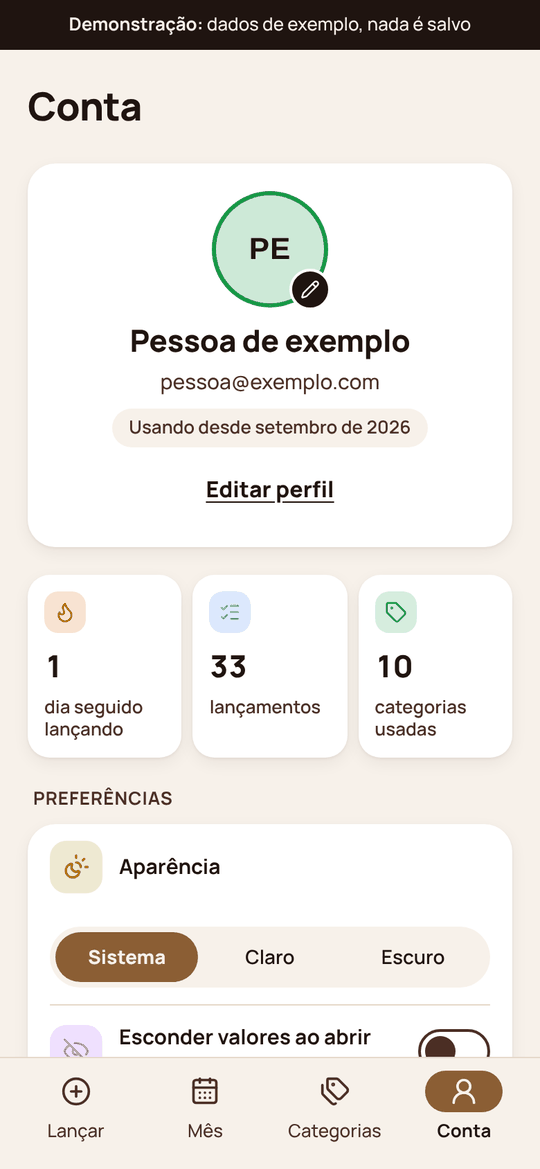 Demonstração: dados de exemplo, nada é salvo
Conta
PE
Pessoa de exemplo
pessoa@exemplo.com
Usando desde setembro de 2026
Editar perfil
1
dia seguido
lançando
33
lançamentos
10
categorias
usadas
PREFERÊNCIAS
Aparência
Sistema
Claro
Escuro
Esconder valores ao abrir
Lançar
Mês
Categorias
Conta